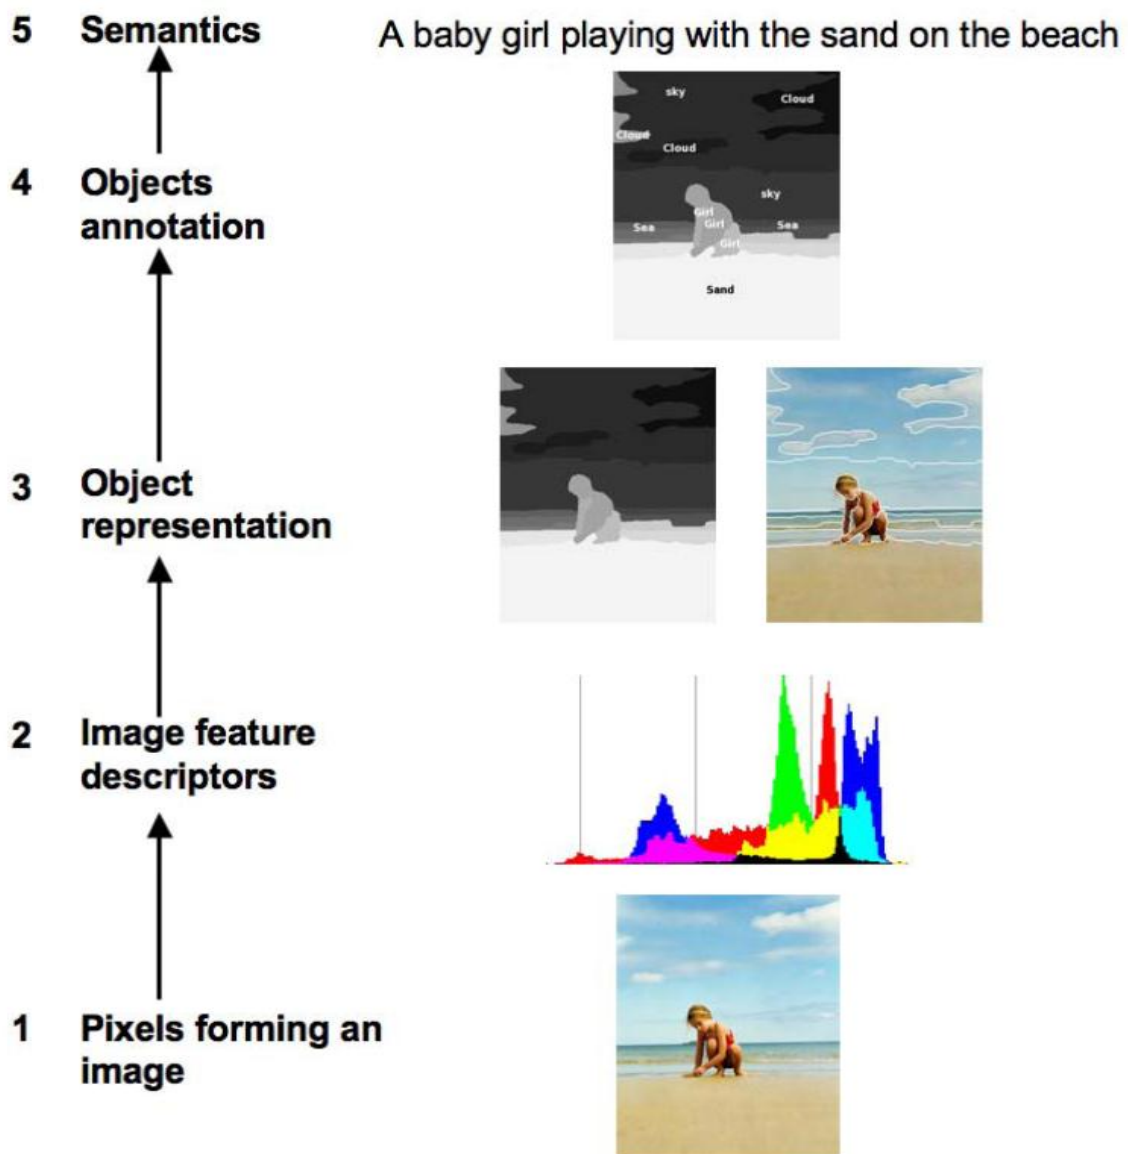 5 Semantics A baby girl playing with the sand on the beach
sky
Cloud
Cloud
Cloud
4 Objects
annotation
sky
Girl
Girl
Sea
Sea
Girl
Sand
3 Object
representation
2 Image feature
descriptors
1 Pixels forming an
image